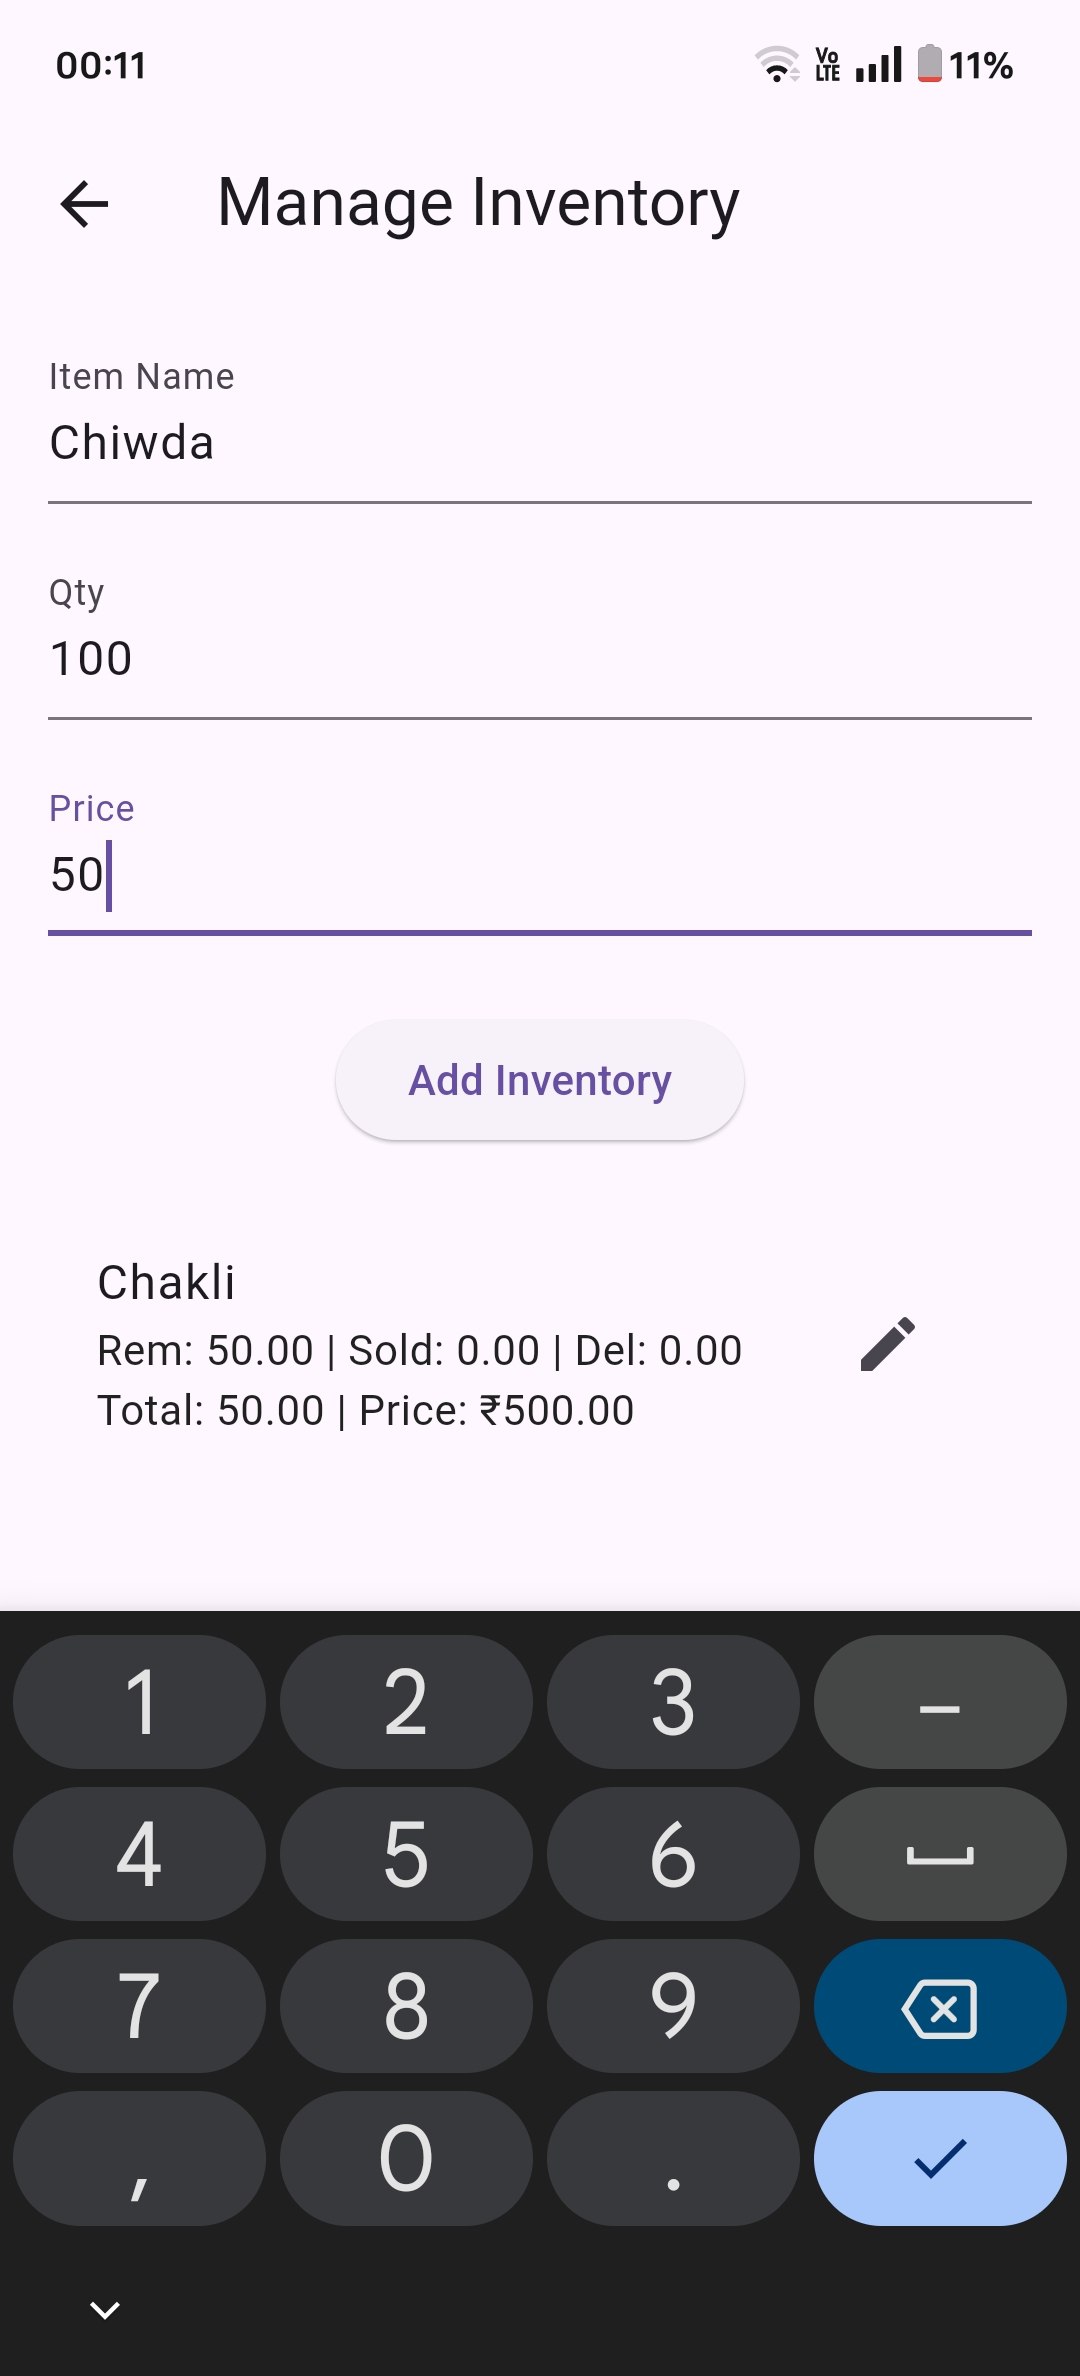 00:11
Vo LTE 11%
Manage Inventory
Item Name
Chiwda
Qty
100
Price
50
Add Inventory
Chakli
Rem: 50.00 | Sold: 0.00 | Del: 0.00
Total: 50.00 | Price: ₹500.00
1 2 3 –
4 5 6
7 8 9
, 0 .